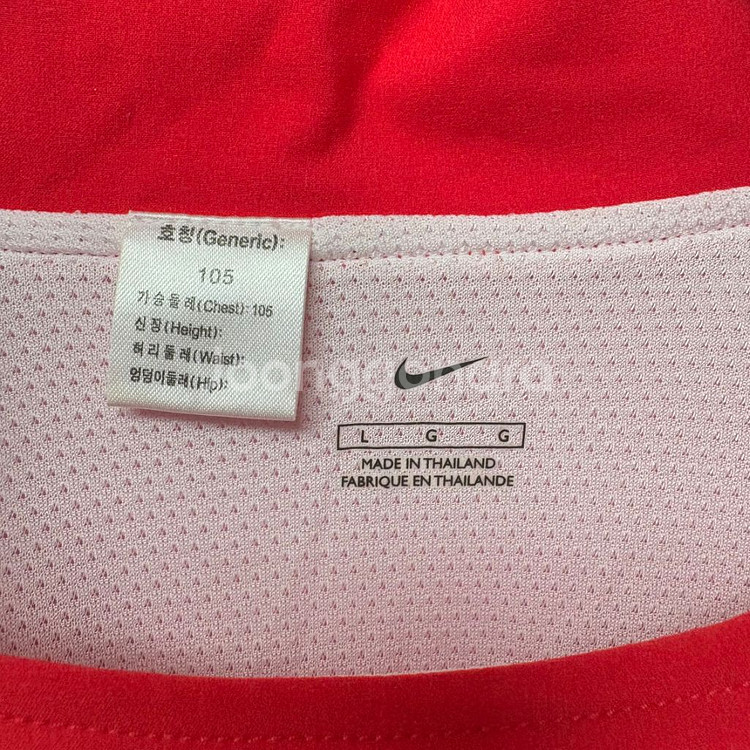 호칭(Generic):
105
가슴둘레(Chest): 105
신장(Height):
허리둘레(Waist):
엉덩이둘레(Hip):
L G G
MADE IN THAILAND
FABRIQUE EN THAILANDE